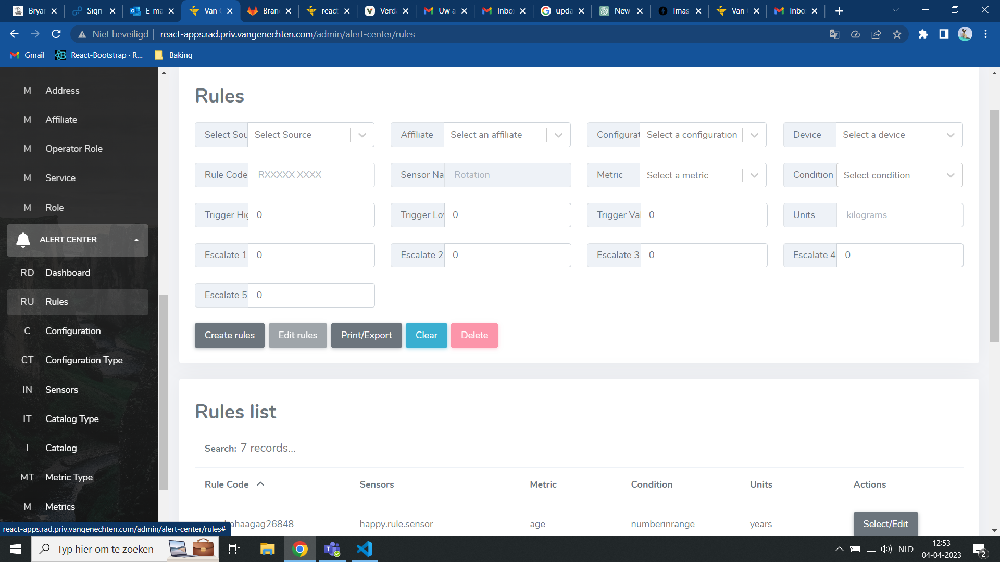 Bryar
Sign
E-ma
Van
Bran
react
Verd
Uw a
Inbo
upda
New
Imas
Van
Inbo
Niet beveiligd
react-apps.rad.priv.vangenechten.com/admin/alert-center/rules
Gmail
React-Bootstrap · R...
Baking
M Address
M Affiliate
M Operator Role
M Service
M Role
ALERT CENTER
RD Dashboard
RU Rules
C Configuration
CT Configuration Type
IN Sensors
IT Catalog Type
I Catalog
MT Metric Type
M Metrics
react-apps.rad.priv.vangenechten.com/admin/alert-center/rules#
Rules
Select Sou Select Source
Affiliate Select an affiliate
Configurat Select a configuration
Device Select a device
Rule Code RXXXXX XXXX
Sensor Na Rotation
Metric Select a metric
Condition Select condition
Trigger Hig 0
Trigger Lov 0
Trigger Va 0
Units kilograms
Escalate 1 0
Escalate 2 0
Escalate 3 0
Escalate 4 0
Escalate 5 0
Create rules
Edit rules
Print/Export
Clear
Delete
Rules list
Search: 7 records...
Rule Code Sensors Metric Condition Units Actions
ahaagag26848 happy.rule.sensor age numberinrange years Select/Edit
Typ hier om te zoeken
NLD
12:53
04-04-2023
2